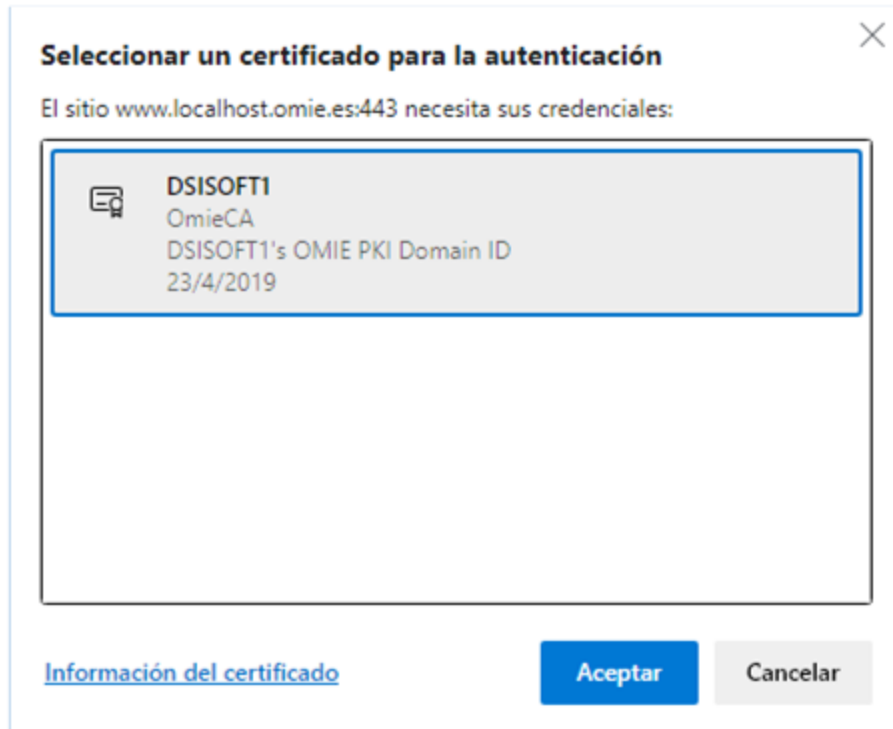 Seleccionar un certificado para la autenticación
El sitio www.localhost.omie.es:443 necesita sus credenciales:
DSISOFT1
OmieCA
DSISOFT1's OMIE PKI Domain ID
23/4/2019
Información del certificado
Aceptar
Cancelar